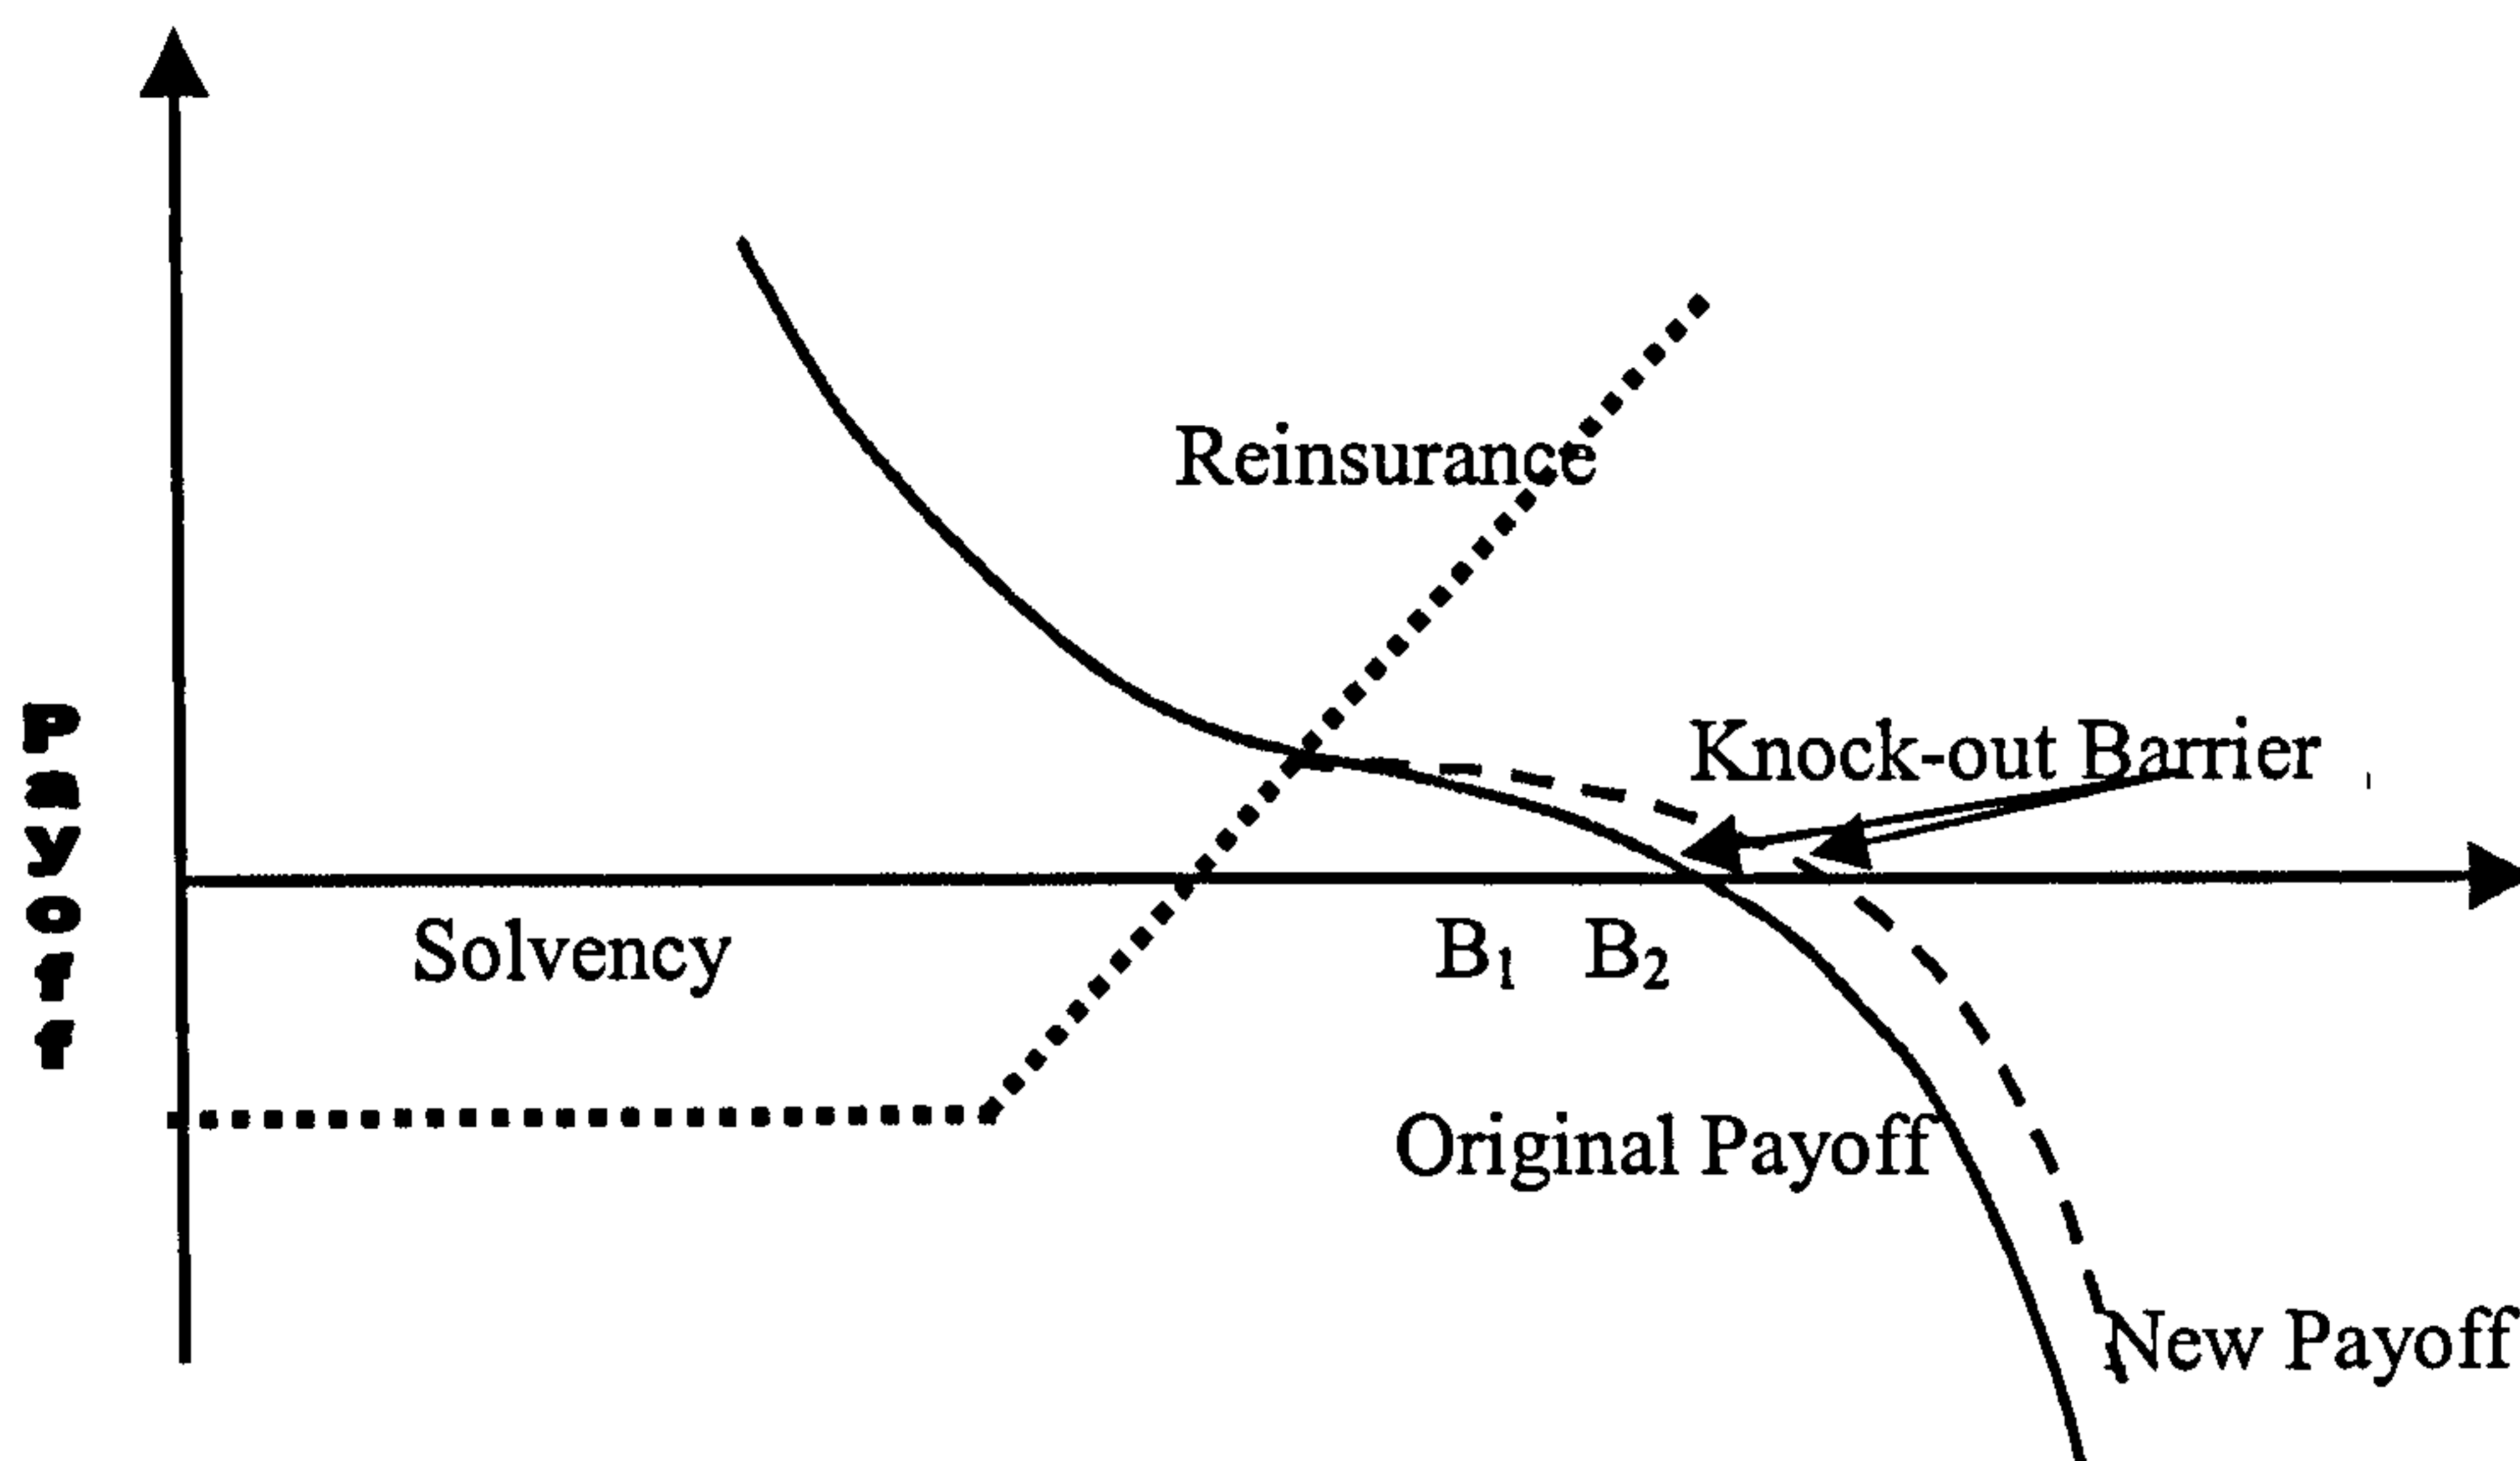 Payoff
Reinsurance
Knock-out Barrier
Solvency
B₁ B₂
Original Payoff
New Payoff